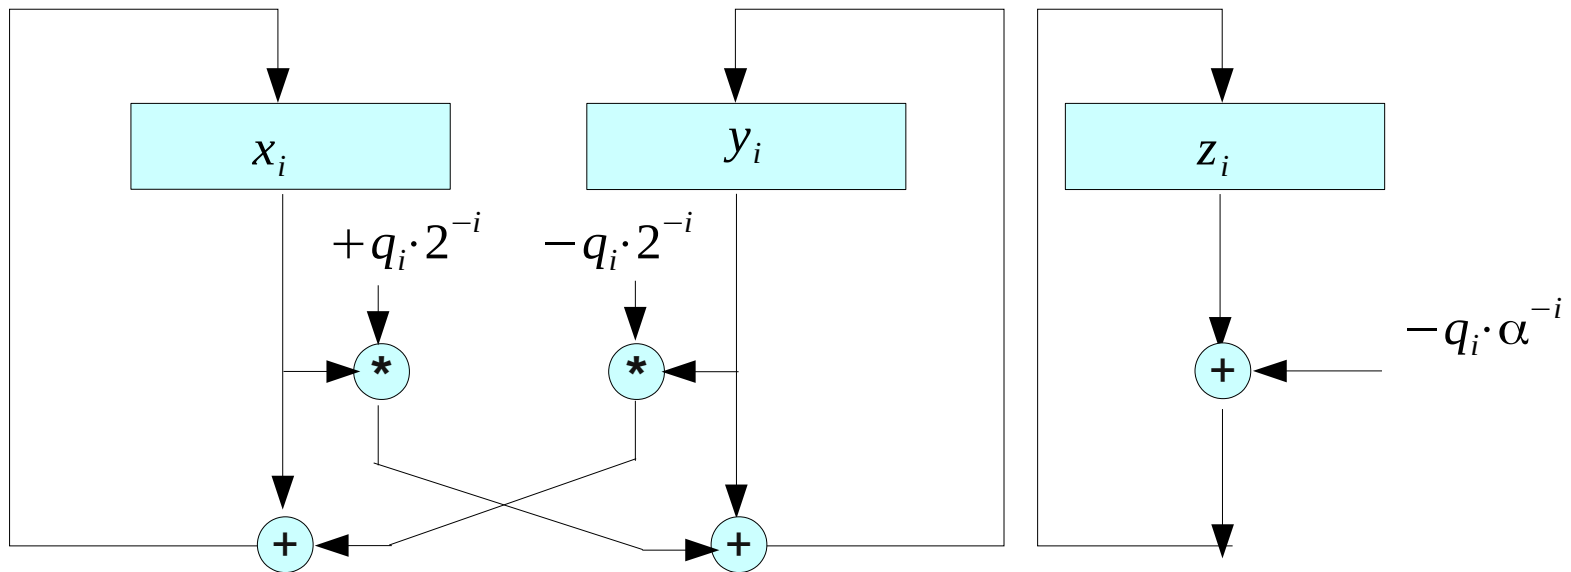 xᵢ
yᵢ
zᵢ
+qᵢ·2⁻ⁱ
−qᵢ·2⁻ⁱ
−qᵢ·α⁻ⁱ
*
*
+
+
+